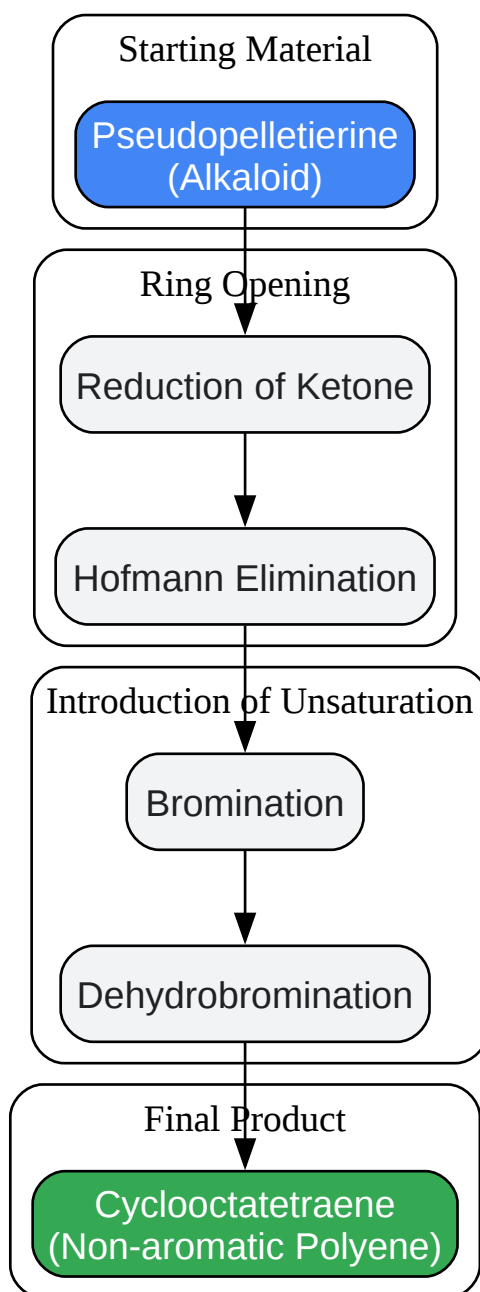 Starting Material
Pseudopelletierine
(Alkaloid)
Ring Opening
Reduction of Ketone
Hofmann Elimination
Introduction of Unsaturation
Bromination
Dehydrobromination
Final Product
Cyclooctatetraene
(Non-aromatic Polyene)